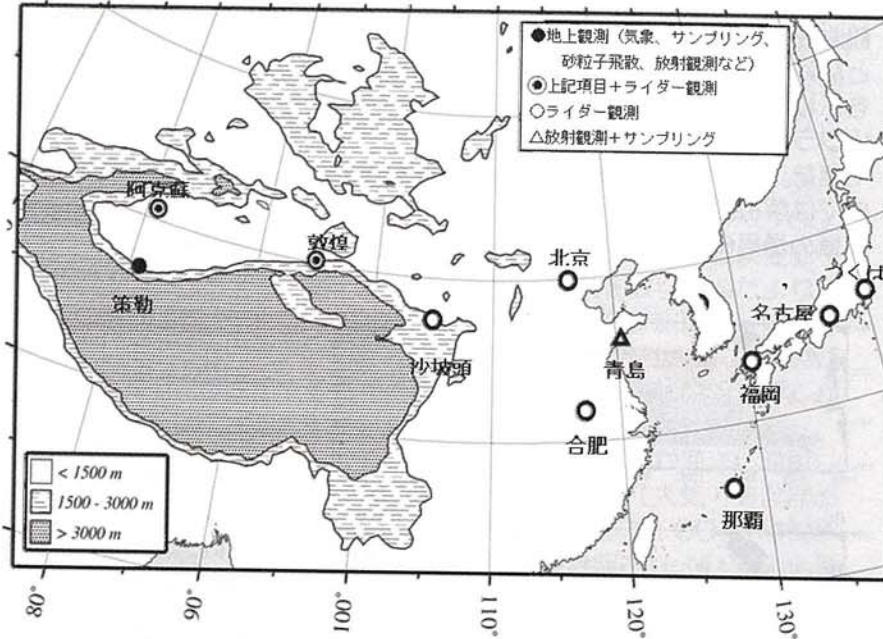 ●地上観測（気象、サンプリング、
砂粒子飛散、放射観測など）
◉上記項目＋ライダー観測
○ライダー観測
△放射観測＋サンプリング
阿克蘇
敦煌
策勒
沙坡頭
北京
青島
合肥
つくば
名古屋
福岡
那覇
< 1500 m
1500 - 3000 m
> 3000 m
80°
90°
100°
110°
120°
130°